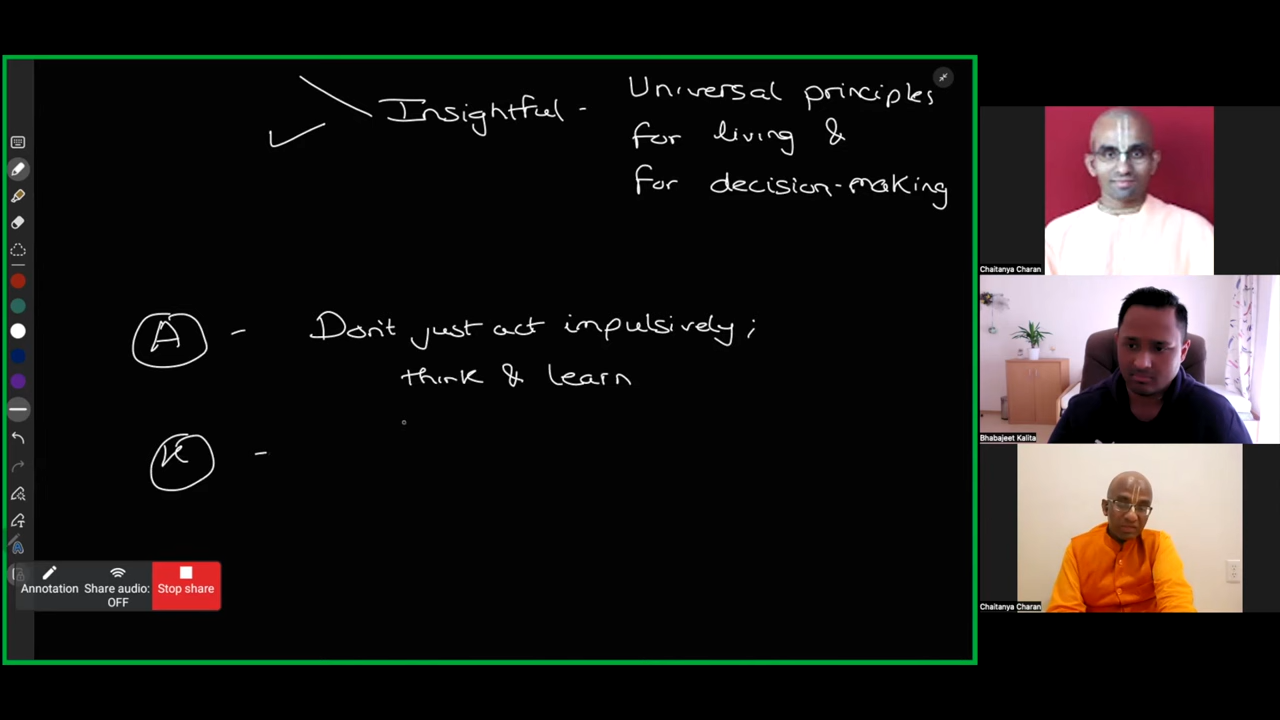 Insightful - Universal principles
for living &
for decision-making
A - Don't just act impulsively;
think & learn
K -
Annotation Share audio: OFF Stop share
Chaitanya Charan
Bhabajeet Kalita
Chaitanya Charan